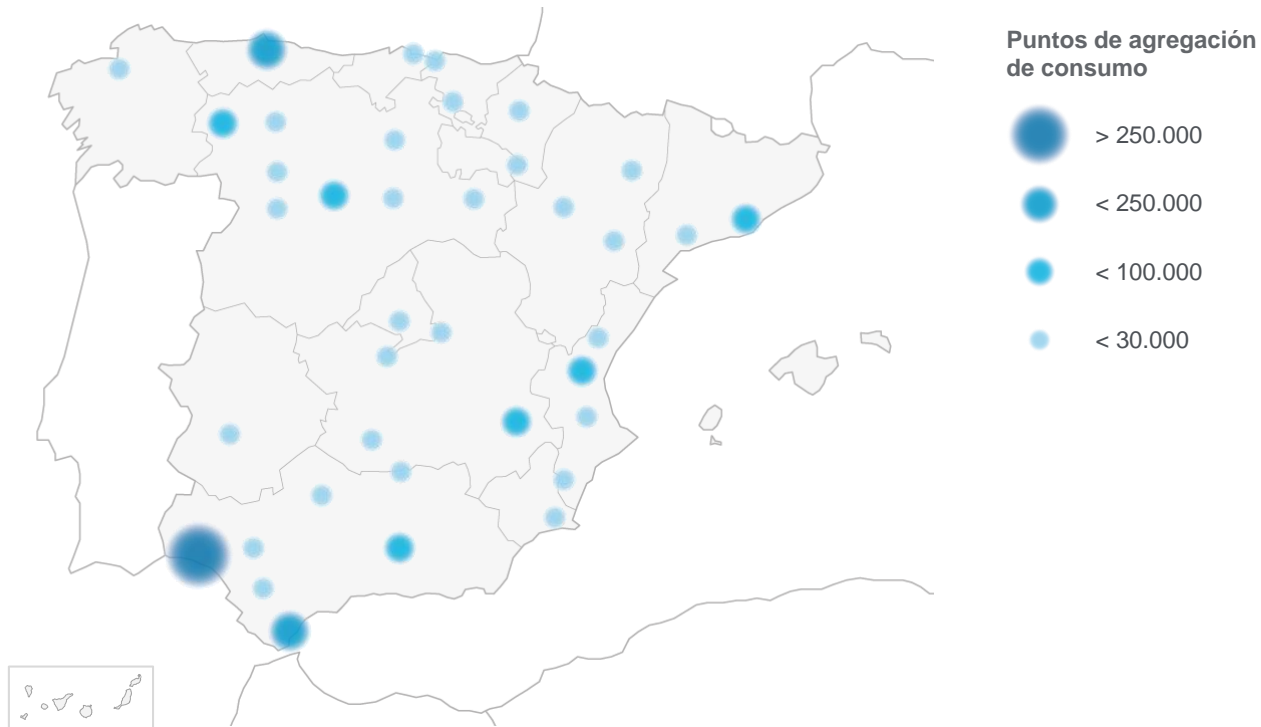 Puntos de agregación
de consumo
> 250.000
< 250.000
< 100.000
< 30.000